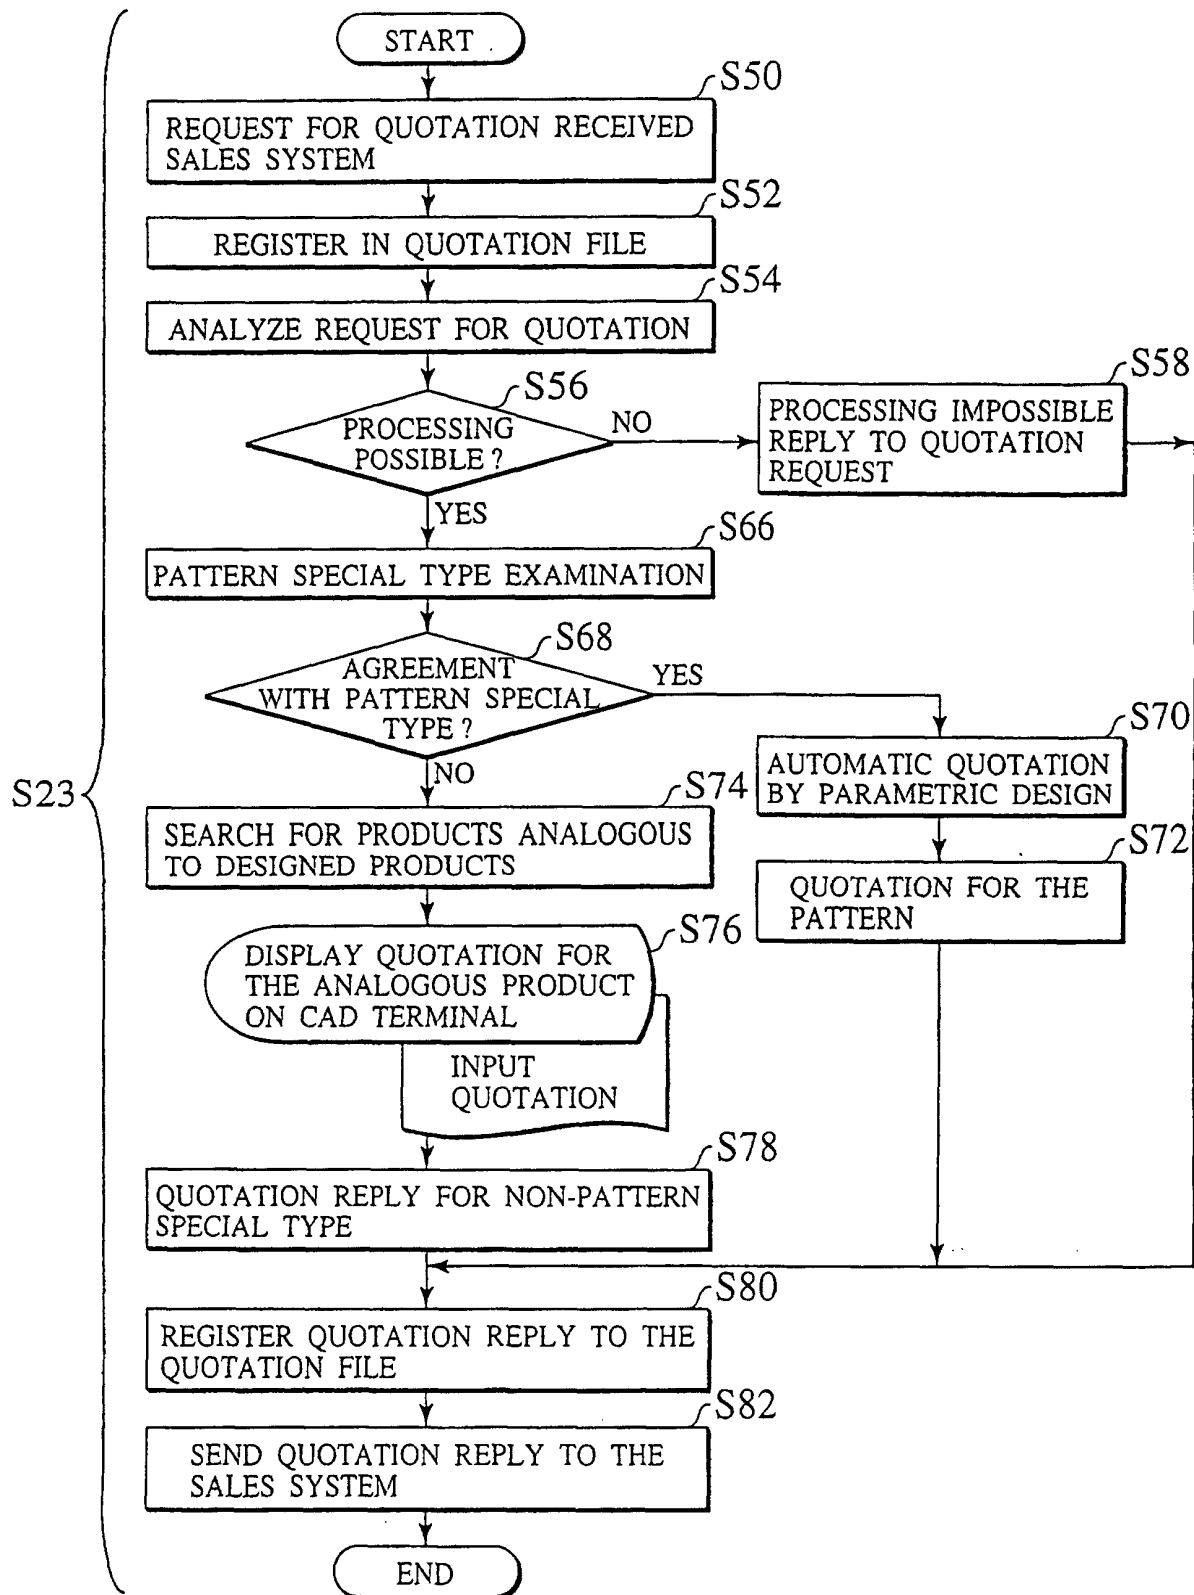 START
S50
REQUEST FOR QUOTATION RECEIVED
SALES SYSTEM
S52
REGISTER IN QUOTATION FILE
S54
ANALYZE REQUEST FOR QUOTATION
S56
PROCESSING
POSSIBLE?
NO
S58
PROCESSING IMPOSSIBLE
REPLY TO QUOTATION
REQUEST
YES
S66
PATTERN SPECIAL TYPE EXAMINATION
S68
AGREEMENT
WITH PATTERN SPECIAL
TYPE?
YES
S70
AUTOMATIC QUOTATION
BY PARAMETRIC DESIGN
S72
QUOTATION FOR THE
PATTERN
NO
S23
S74
SEARCH FOR PRODUCTS ANALOGOUS
TO DESIGNED PRODUCTS
S76
DISPLAY QUOTATION FOR
THE ANALOGOUS PRODUCT
ON CAD TERMINAL
INPUT
QUOTATION
S78
QUOTATION REPLY FOR NON-PATTERN
SPECIAL TYPE
S80
REGISTER QUOTATION REPLY TO THE
QUOTATION FILE
S82
SEND QUOTATION REPLY TO THE
SALES SYSTEM
END